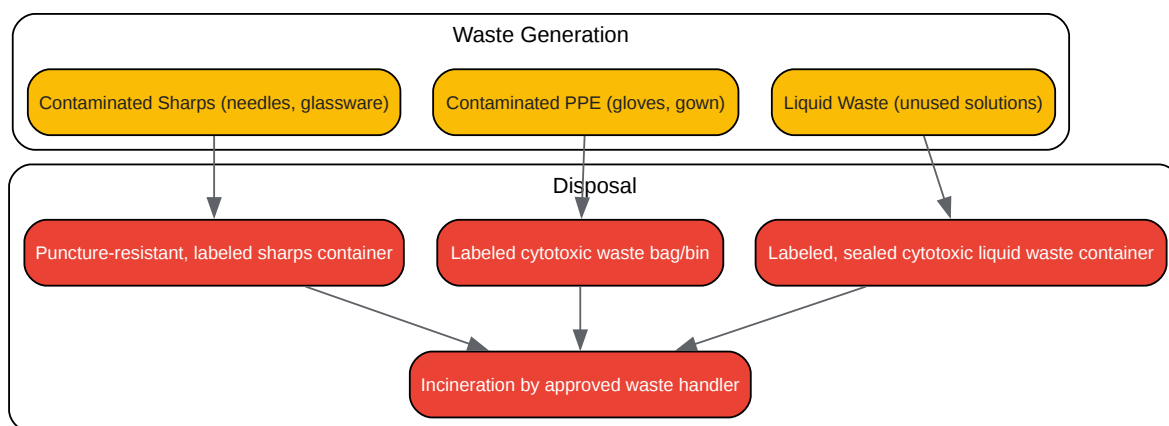 Waste Generation
Contaminated Sharps (needles, glassware)
Contaminated PPE (gloves, gown)
Liquid Waste (unused solutions)
Disposal
Puncture-resistant, labeled sharps container
Labeled cytotoxic waste bag/bin
Labeled, sealed cytotoxic liquid waste container
Incineration by approved waste handler